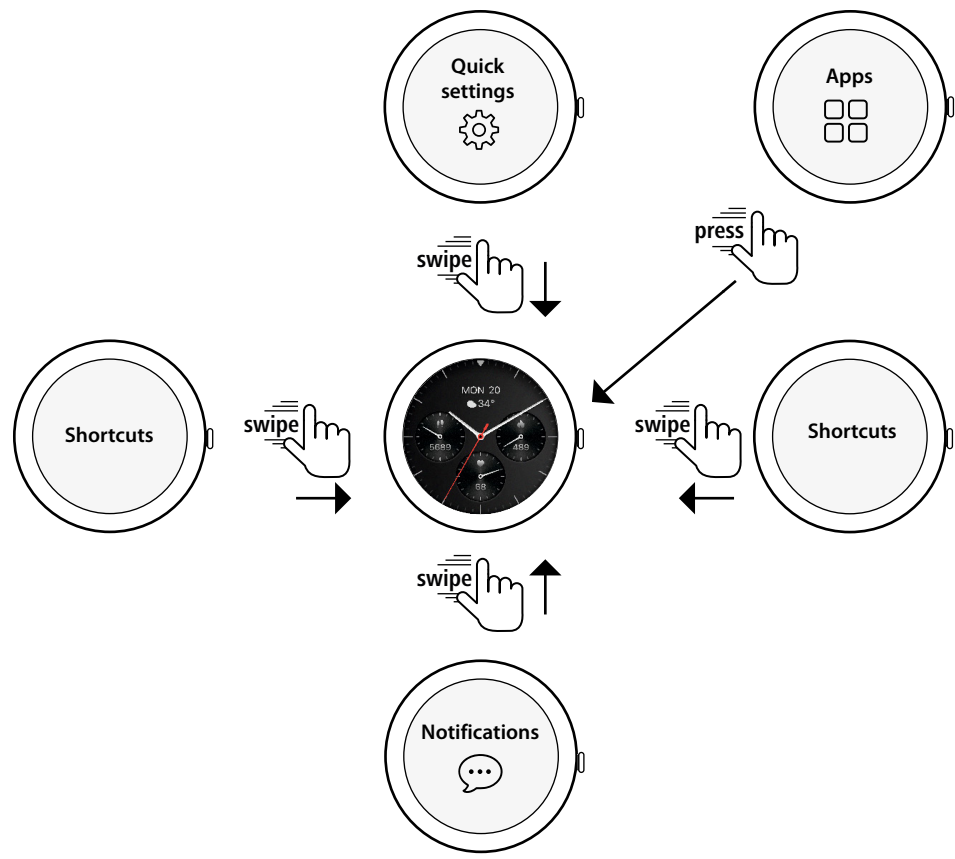 Quick
settings
Apps
press
swipe
MON 20
34°
5689
489
68
Shortcuts
swipe
swipe
Shortcuts
swipe
Notifications